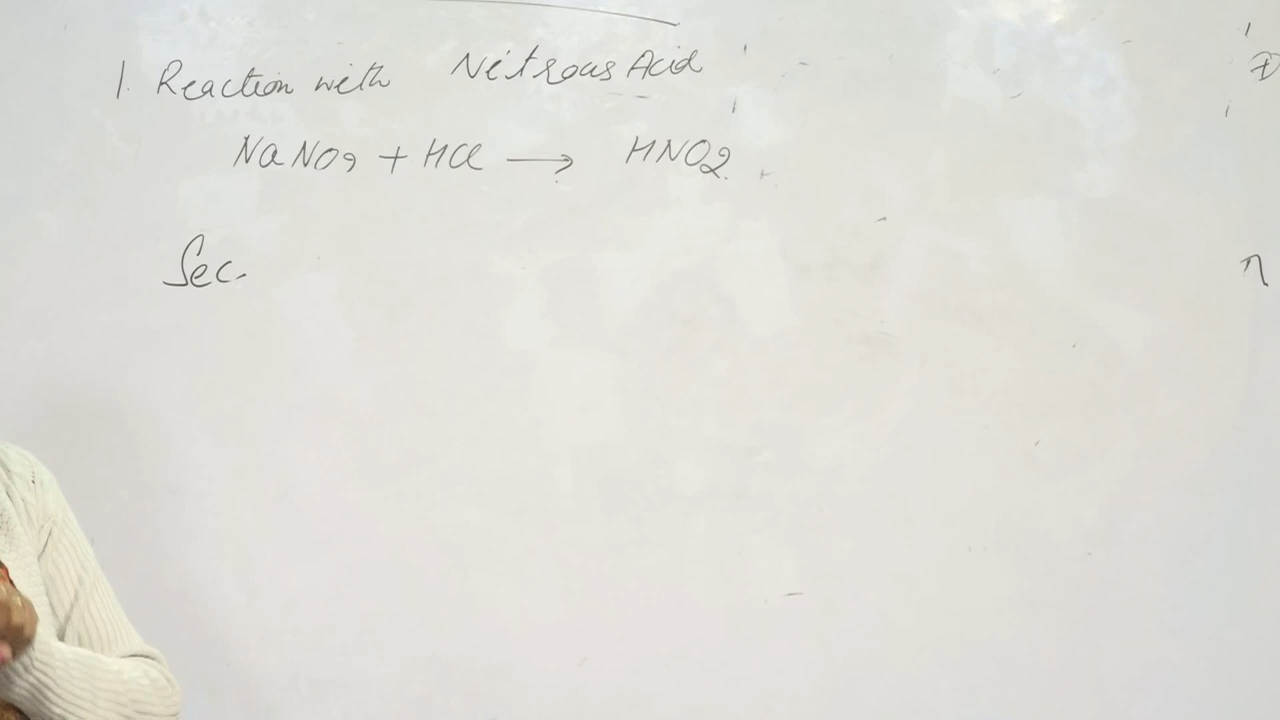 1. Reaction with Nitrous Acid
NaNO2 + HCl → HNO2.
Sec.